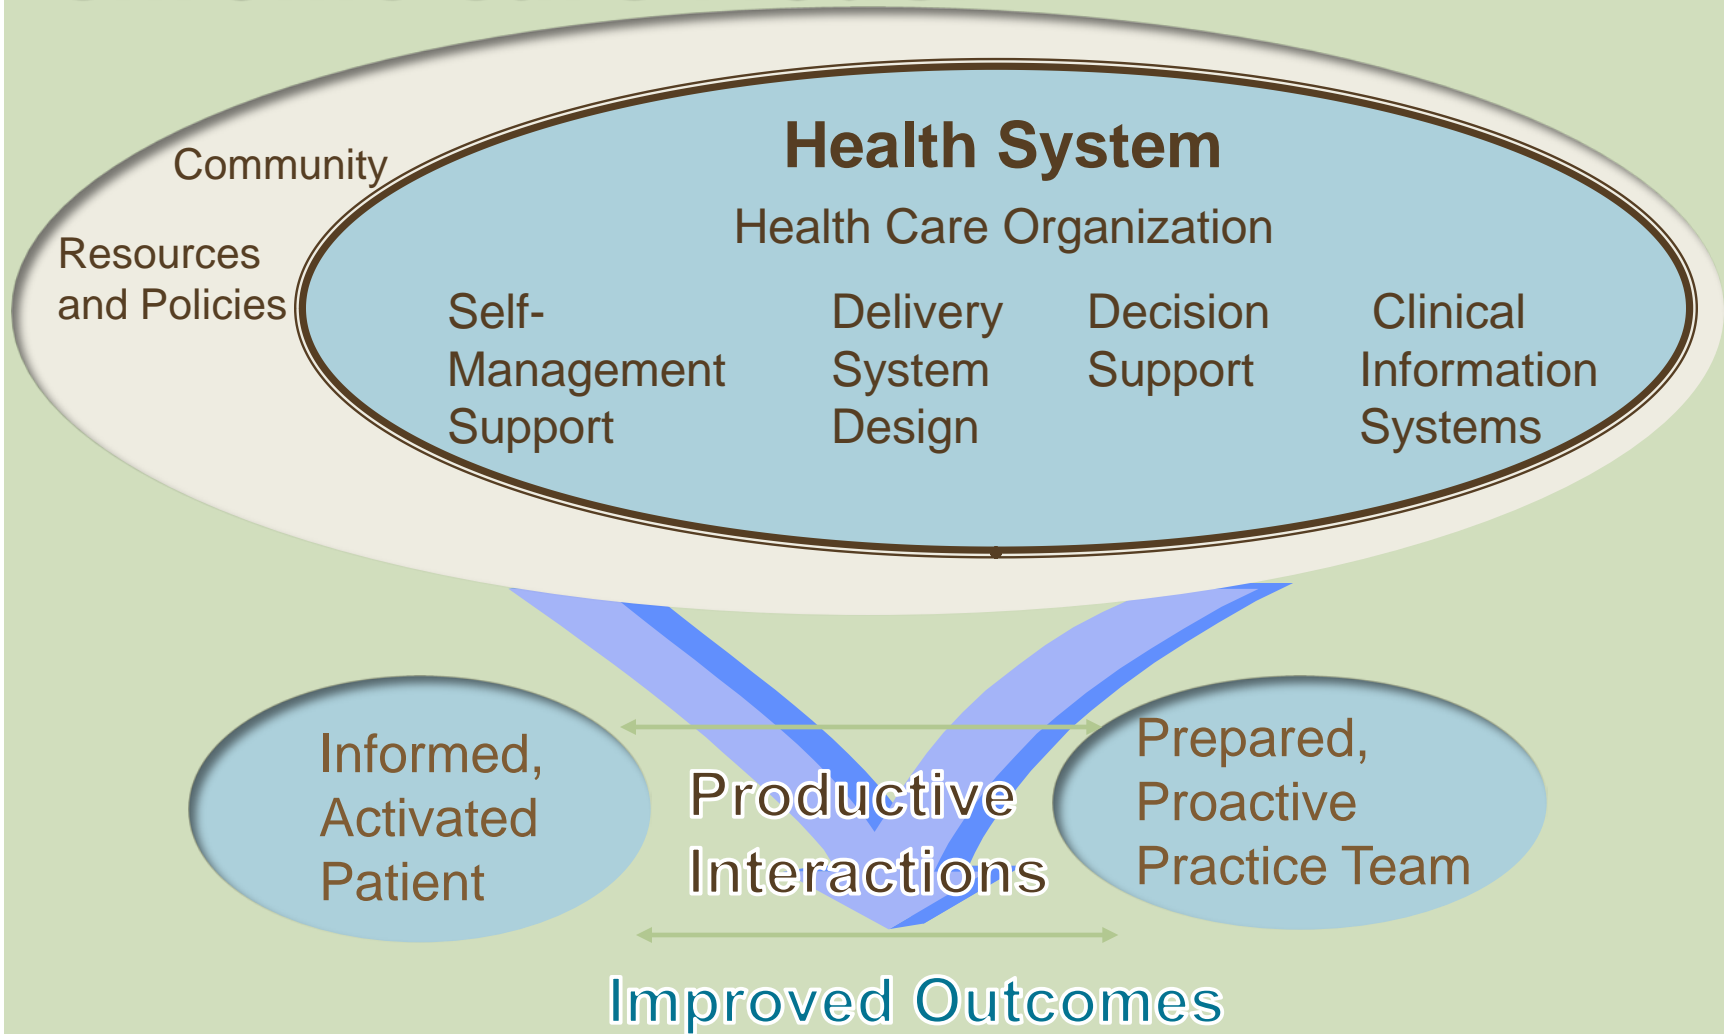 Health System
Community
Health Care Organization
Resources
and Policies
Self-
Management
Support
Delivery
System
Design
Decision
Support
Clinical
Information
Systems
Informed,
Activated
Patient
Productive
Interactions
Prepared,
Proactive
Practice Team
Improved Outcomes